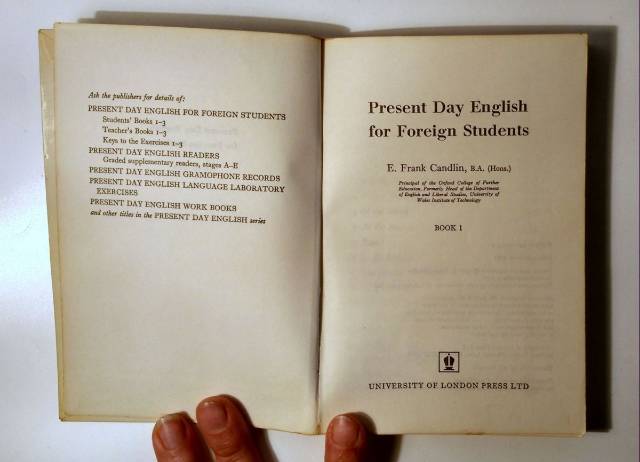 Ask the publishers for details of:
PRESENT DAY ENGLISH FOR FOREIGN STUDENTS
Students' Books 1–3
Teacher's Books 1–3
Keys to the Exercises 1–3
PRESENT DAY ENGLISH READERS
Graded supplementary readers, stages A–E
PRESENT DAY ENGLISH GRAMOPHONE RECORDS
PRESENT DAY ENGLISH LANGUAGE LABORATORY
EXERCISES
PRESENT DAY ENGLISH WORK BOOKS
and other titles in the PRESENT DAY ENGLISH series
Present Day English
for Foreign Students
E. Frank Candlin, B.A. (Hons.)
Principal of the Oxford College of Further
Education, Formerly Head of the Department
of English and Liberal Studies, University of
Wales Institute of Technology
BOOK 1
UNIVERSITY OF LONDON PRESS LTD